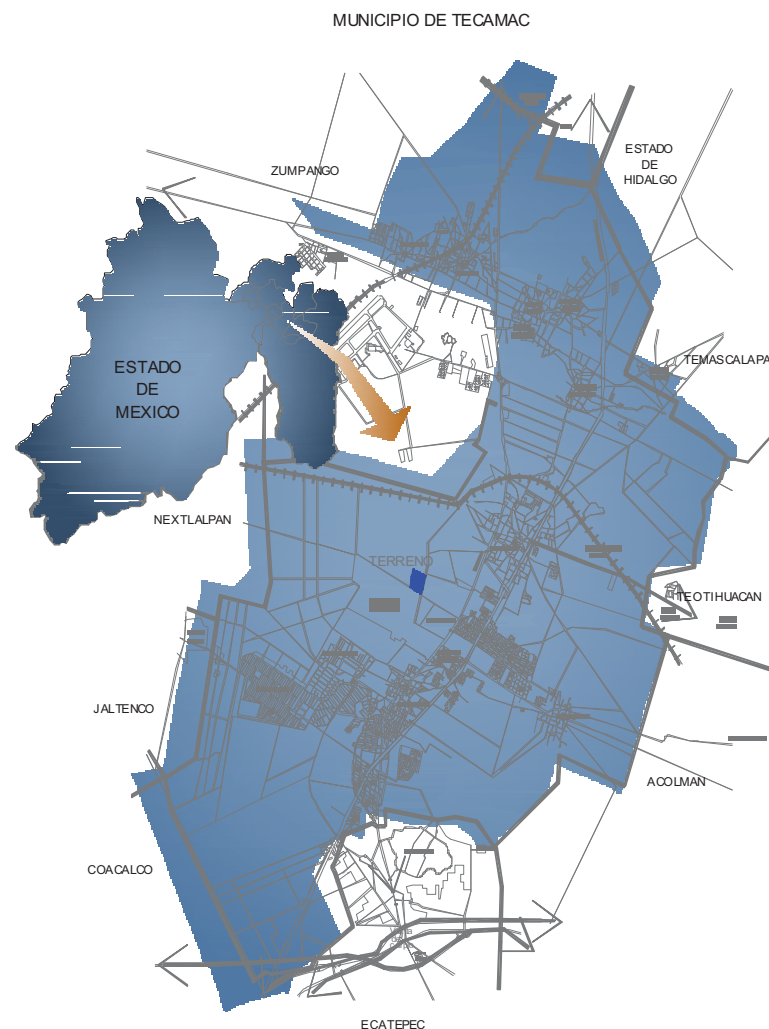 MUNICIPIO DE TECAMAC
ESTADO
DE
HIDALGO
ZUMPANGO
TEMASCALAPA
ESTADO
DE
MEXICO
NEXTLALPAN
TERRENO
TEOTIHUACAN
JALTENCO
ACOLMAN
COACALCO
ECATEPEC